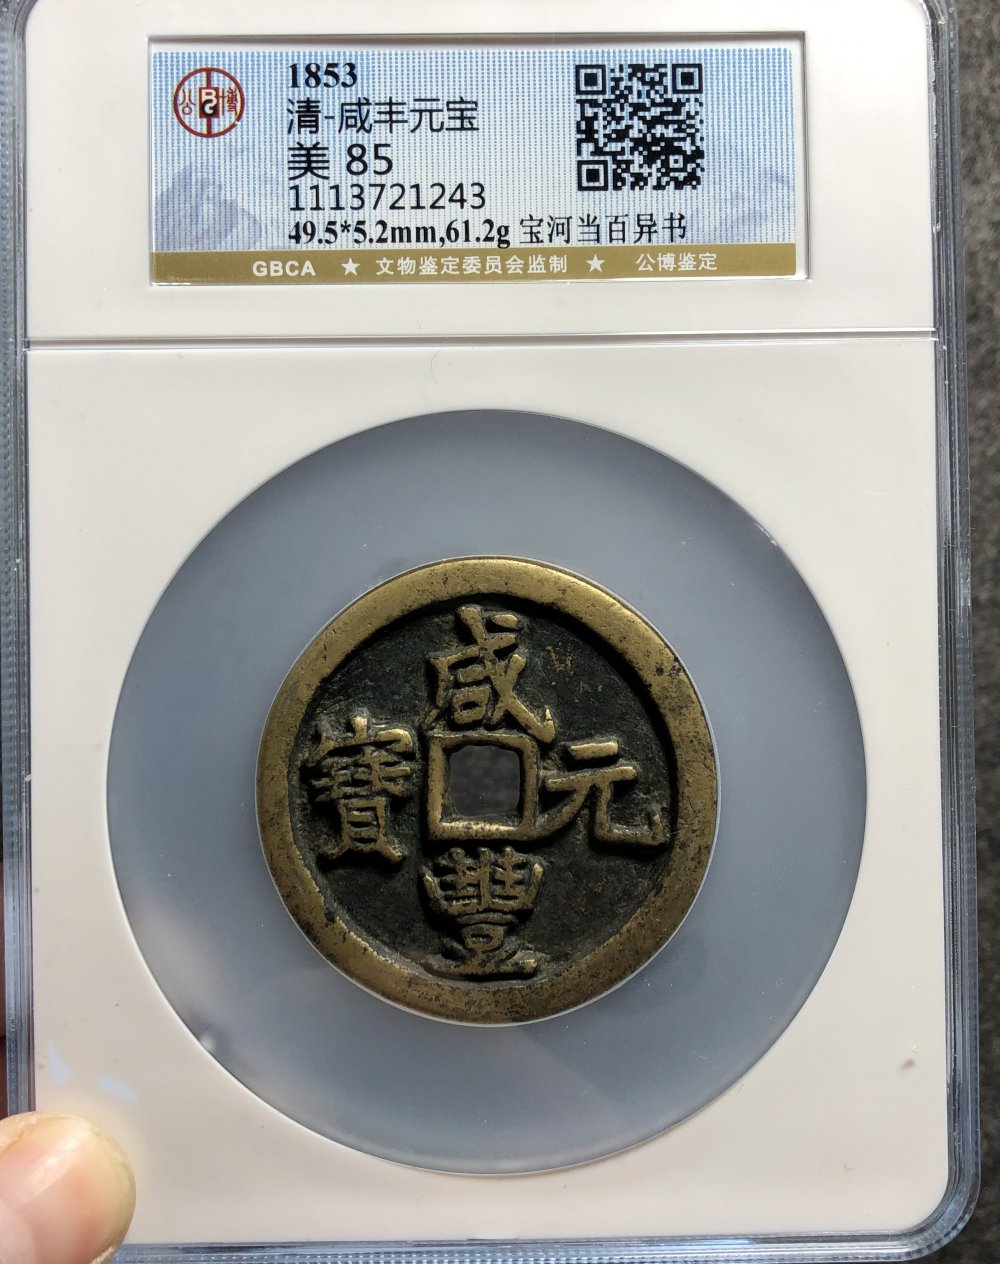 公 博
1853
清-咸丰元宝
美 85
1113721243
49.5*5.2mm,61.2g 宝河当百异书
GBCA ★ 文物鉴定委员会监制 ★ 公博鉴定
咸
寶 元
豐